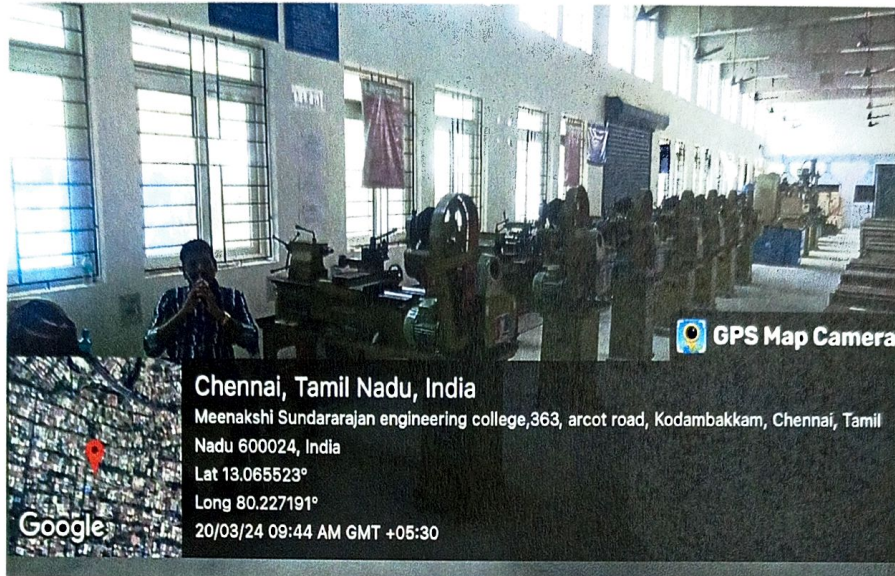 GPS Map Camera
Chennai, Tamil Nadu, India
Meenakshi Sundararajan engineering college,363, arcot road, Kodambakkam, Chennai, Tamil
Nadu 600024, India
Lat 13.065523°
Long 80.227191°
20/03/24 09:44 AM GMT +05:30
Google